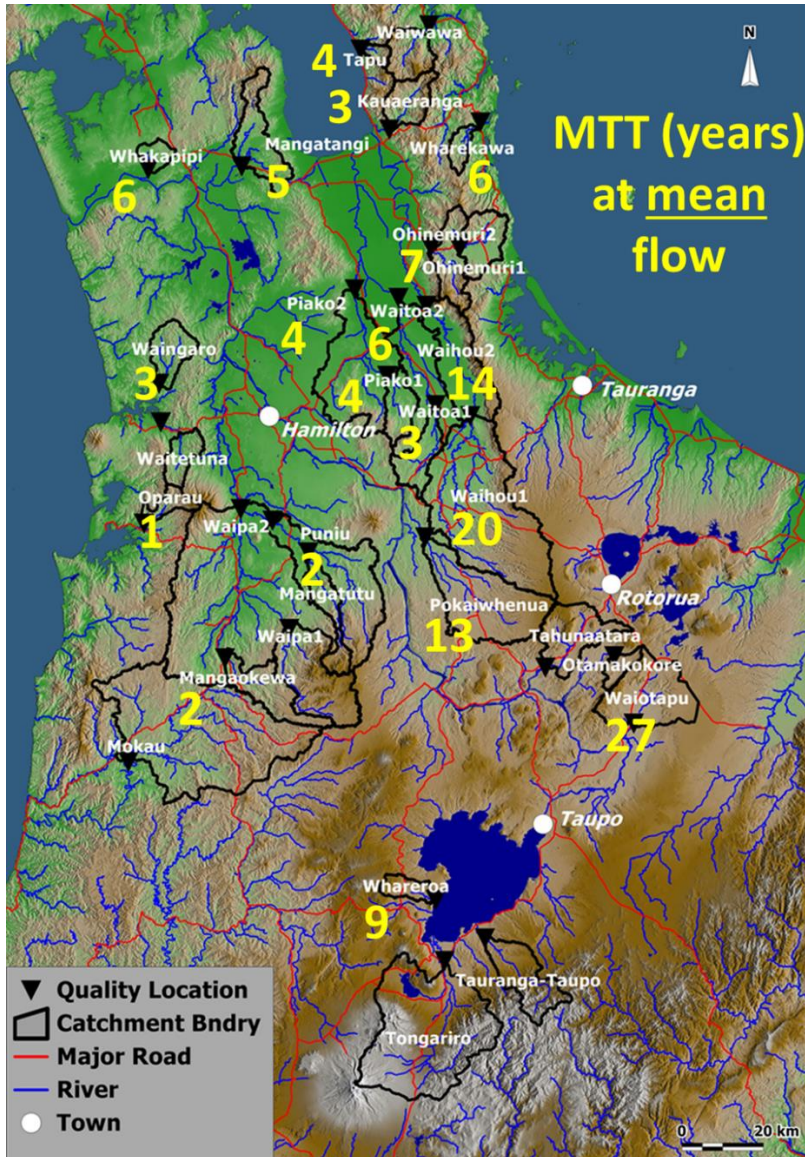 Waiwawa
N
4
Tapu
3
Kauaeranga
MTT (years)
at mean
flow
Whakapipi
6
Mangatangi
5
Wharekawa
6
Ohinemuri2
7
Ohinemuri1
Piako2
4
Waitoa2
6
Waihou2
14
Waingaro
3
Piako1
4
Waitoa1
3
Tauranga
Hamilton
Waitetuna
Oparau
1
Waipa2
Puniu
2
Mangatutu
Waihou1
20
Rotorua
Waipa1
Pokaiwhenua
13
Tahunaatara
Otamakokore
Mangaokewa
2
Waiotapu
27
Mokau
Taupo
Whareroa
9
Tauranga-Taupo
Tongariro
Quality Location
Catchment Bndry
Major Road
River
Town
0 20 km